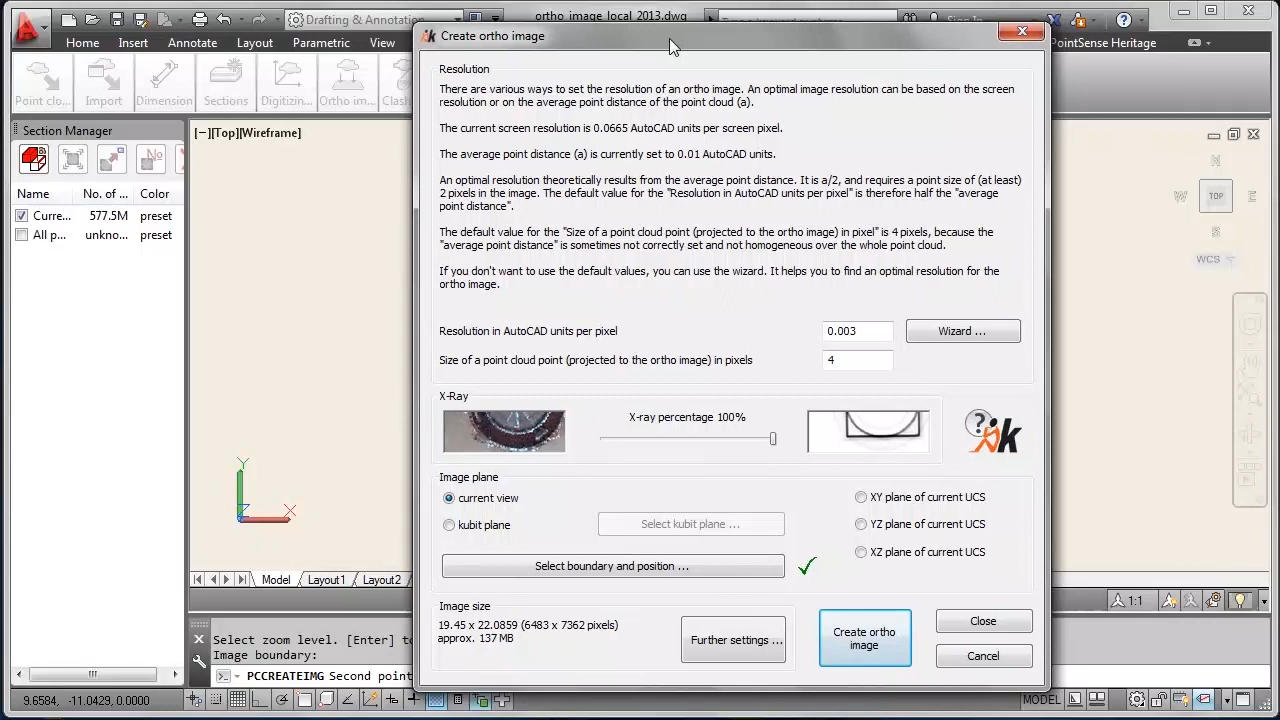 Drafting & Annotation
ortho_image_local_2013.dwg
Sign In
Home
Insert
Annotate
Layout
Parametric
View
PointSense Heritage
Point clo...
Import
Dimension
Sections
Digitizin...
Ortho im...
Clash
Section Manager
Name
No. of ...
Color
Curre...
577.5M
preset
All p...
unkno...
preset
[−][Top][Wireframe]
N
W
TOP
E
S
WCS
Y
Z
X
Create ortho image
Resolution
There are various ways to set the resolution of an ortho image. An optimal image resolution can be based on the screen
resolution or on the average point distance of the point cloud (a).
The current screen resolution is 0.0665 AutoCAD units per screen pixel.
The average point distance (a) is currently set to 0.01 AutoCAD units.
An optimal resolution theoretically results from the average point distance. It is a/2, and requires a point size of (at least)
2 pixels in the image. The default value for the "Resolution in AutoCAD units per pixel" is therefore half the "average
point distance".
The default value for the "Size of a point cloud point (projected to the ortho image) in pixel" is 4 pixels, because the
"average point distance" is sometimes not correctly set and not homogeneous over the whole point cloud.
If you don't want to use the default values, you can use the wizard. It helps you to find an optimal resolution for the
ortho image.
Resolution in AutoCAD units per pixel
0.003
Wizard ...
Size of a point cloud point (projected to the ortho image) in pixels
4
X-Ray
X-ray percentage 100%
?
k
Image plane
current view
XY plane of current UCS
kubit plane
Select kubit plane ...
YZ plane of current UCS
XZ plane of current UCS
Select boundary and position ...
Image size
19.45 x 22.0859 (6483 x 7362 pixels)
approx. 137 MB
Further settings ...
Create ortho
image
Close
Cancel
Model
Layout1
Layout2
1:1
Select zoom level. [Enter] to
Image boundary:
PCCREATEIMG Second point
9.6584, -11.0429, 0.0000
MODEL